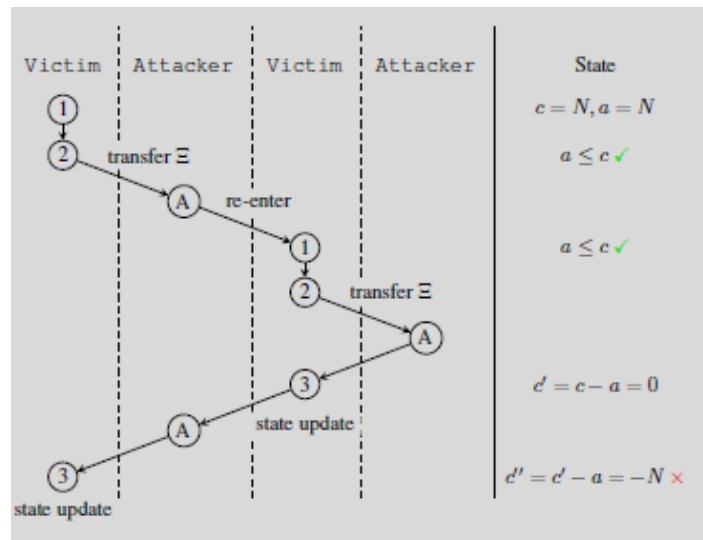 Victim Attacker Victim Attacker State
1 c = N, a = N
2 transfer Ξ a ≤ c ✓
A re-enter
1 a ≤ c ✓
2 transfer Ξ
A
3 c′ = c − a = 0
state update
A
3 c″ = c′ − a = −N ×
state update